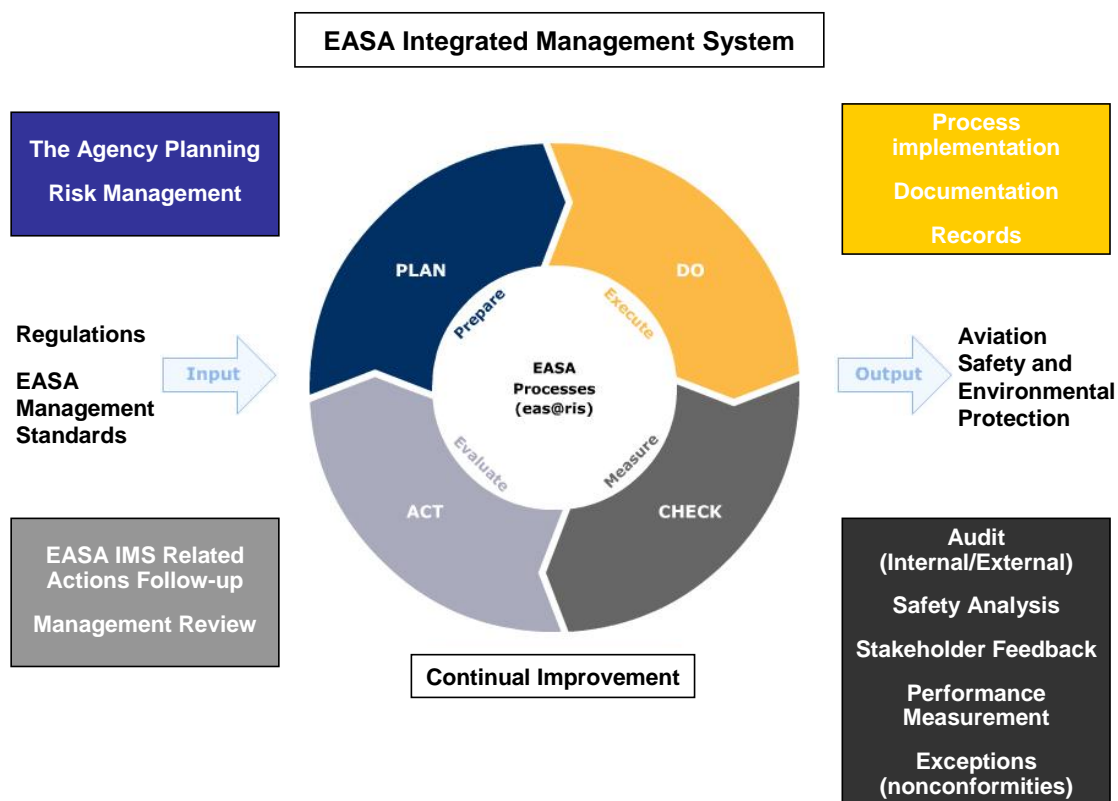 EASA Integrated Management System
The Agency Planning
Risk Management
Process
implementation
Documentation
Records
PLAN
DO
Prepare
Execute
Regulations
EASA
Management
Standards
Input
EASA
Processes
(eas@ris)
Output
Aviation
Safety and
Environmental
Protection
Evaluate
Measure
ACT
CHECK
EASA IMS Related
Actions Follow-up
Management Review
Continual Improvement
Audit
(Internal/External)
Safety Analysis
Stakeholder Feedback
Performance
Measurement
Exceptions
(nonconformities)